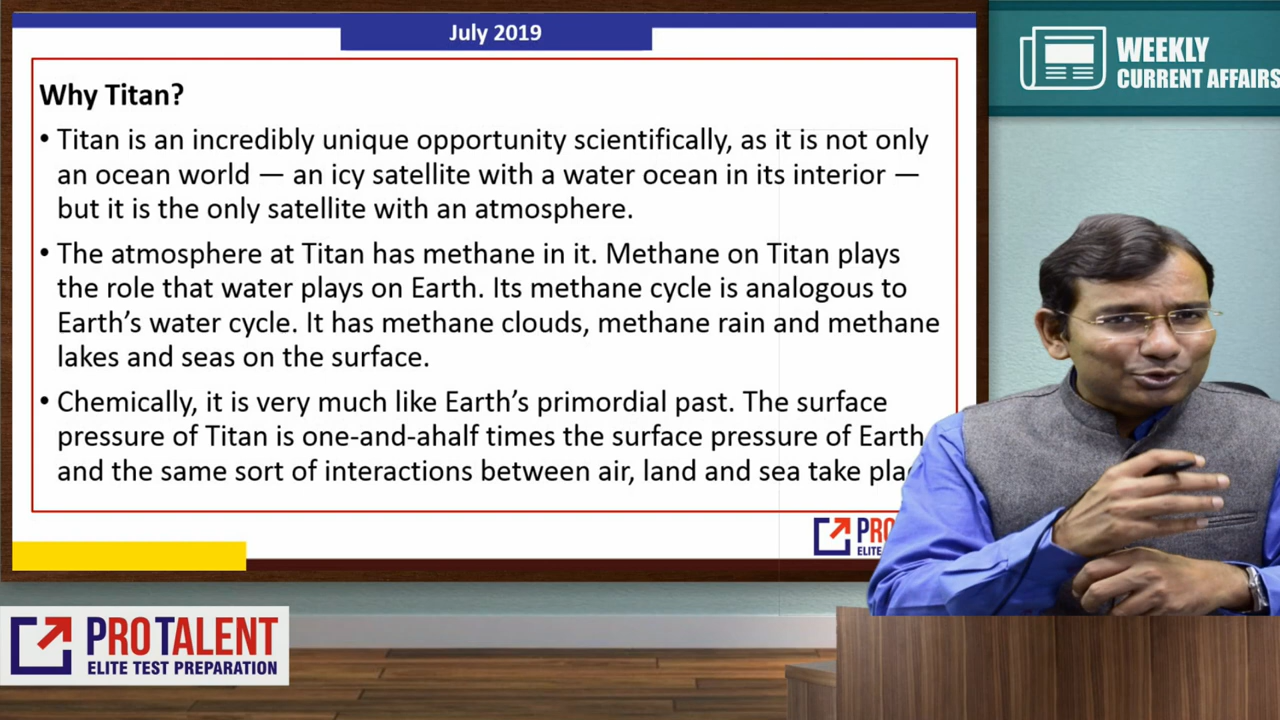 July 2019
WEEKLY
CURRENT AFFAIRS
Why Titan?
• Titan is an incredibly unique opportunity scientifically, as it is not only
an ocean world — an icy satellite with a water ocean in its interior —
but it is the only satellite with an atmosphere.
• The atmosphere at Titan has methane in it. Methane on Titan plays
the role that water plays on Earth. Its methane cycle is analogous to
Earth's water cycle. It has methane clouds, methane rain and methane
lakes and seas on the surface.
• Chemically, it is very much like Earth's primordial past. The surface
pressure of Titan is one-and-ahalf times the surface pressure of Earth
and the same sort of interactions between air, land and sea take
PROTALENT
ELITE TEST PREPARATION